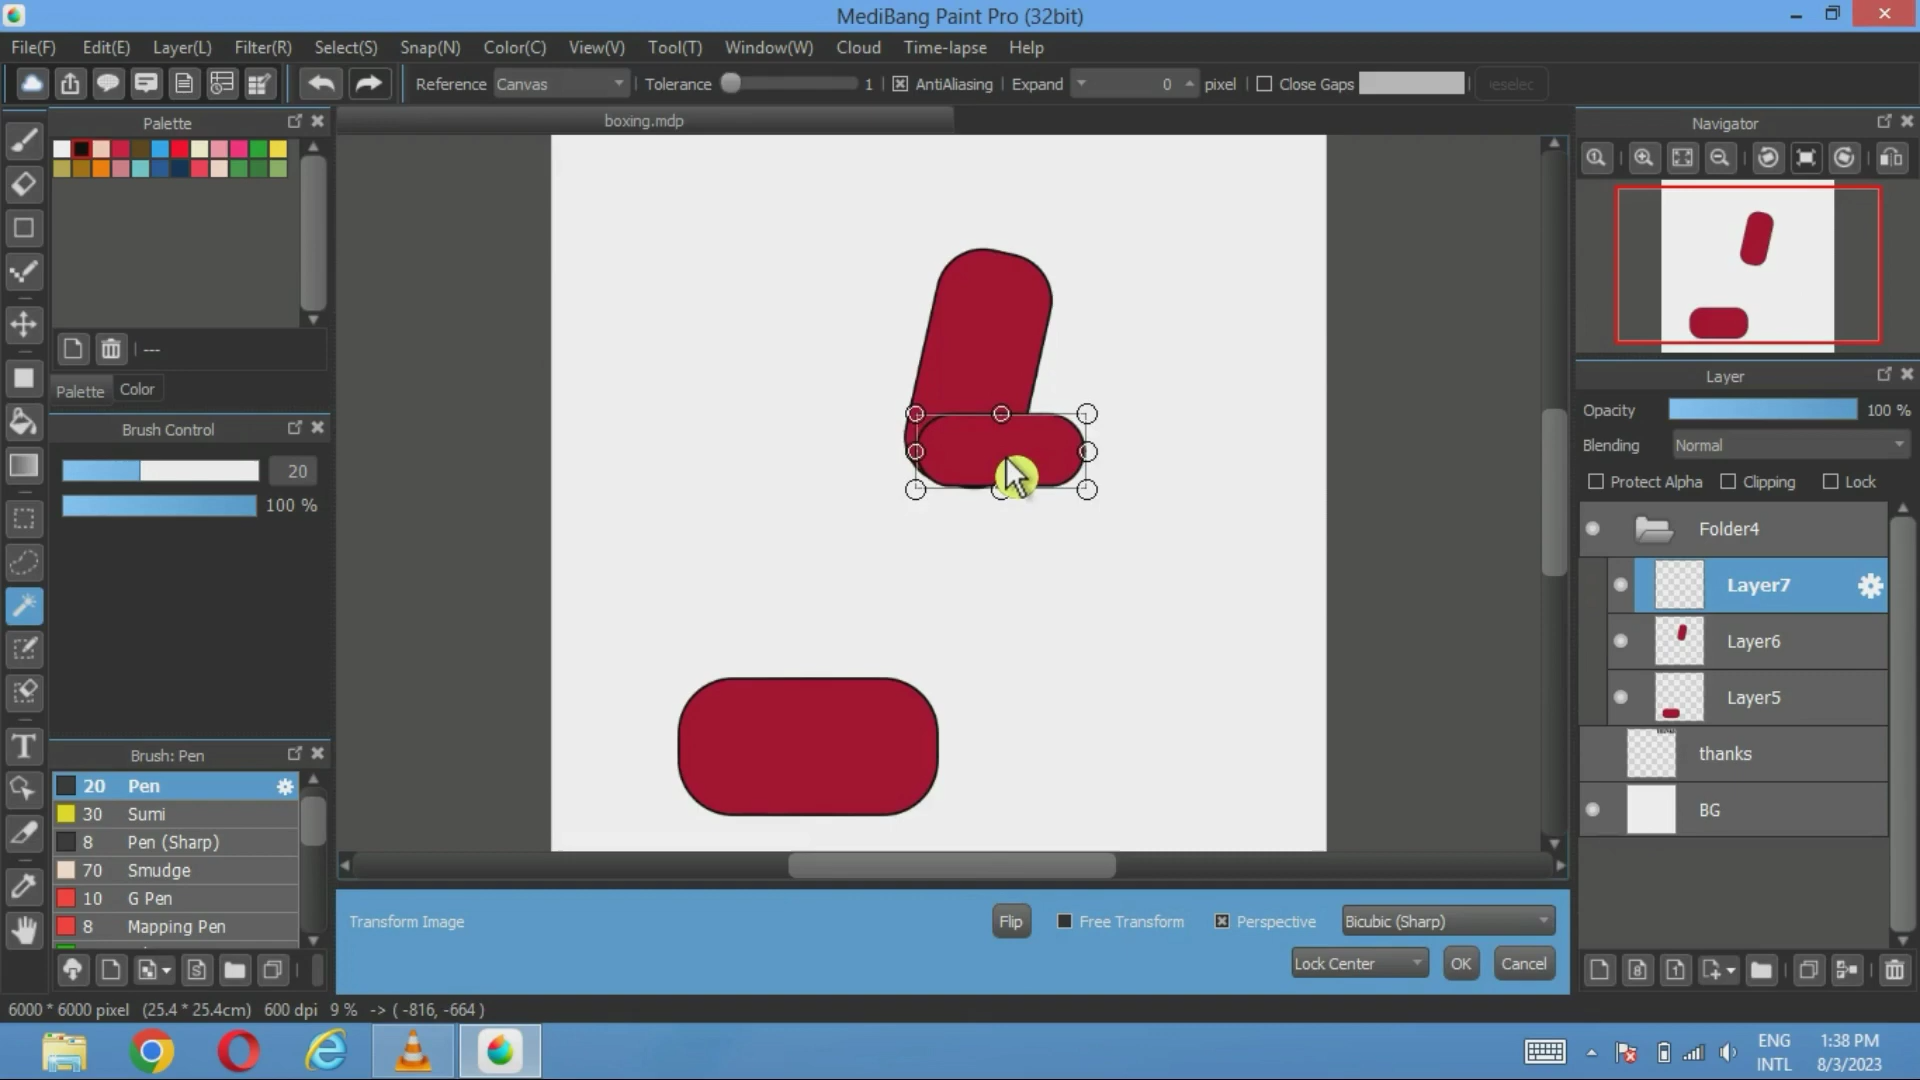 MediBang Paint Pro (32bit)
File(F) Edit(E) Layer(L) Filter(R) Select(S) Snap(N) Color(C) View(V) Tool(T) Window(W) Cloud Time-lapse Help
Reference Canvas Tolerance 1 AntiAliasing Expand 0 pixel Close Gaps
Palette
boxing.mdp
Navigator
---
Palette Color
Layer
Opacity 100 %
Blending Normal
Protect Alpha Clipping Lock
Brush Control
20
100 %
Folder4
Layer7
Layer6
Layer5
thanks
BG
Brush: Pen
20 Pen
30 Sumi
8 Pen (Sharp)
70 Smudge
10 G Pen
8 Mapping Pen
Transform Image Flip Free Transform Perspective Bicubic (Sharp)
Lock Center OK Cancel
6000 * 6000 pixel (25.4 * 25.4cm) 600 dpi 9 % -> ( -816, -664 )
ENG 1:38 PM
INTL 8/3/2023